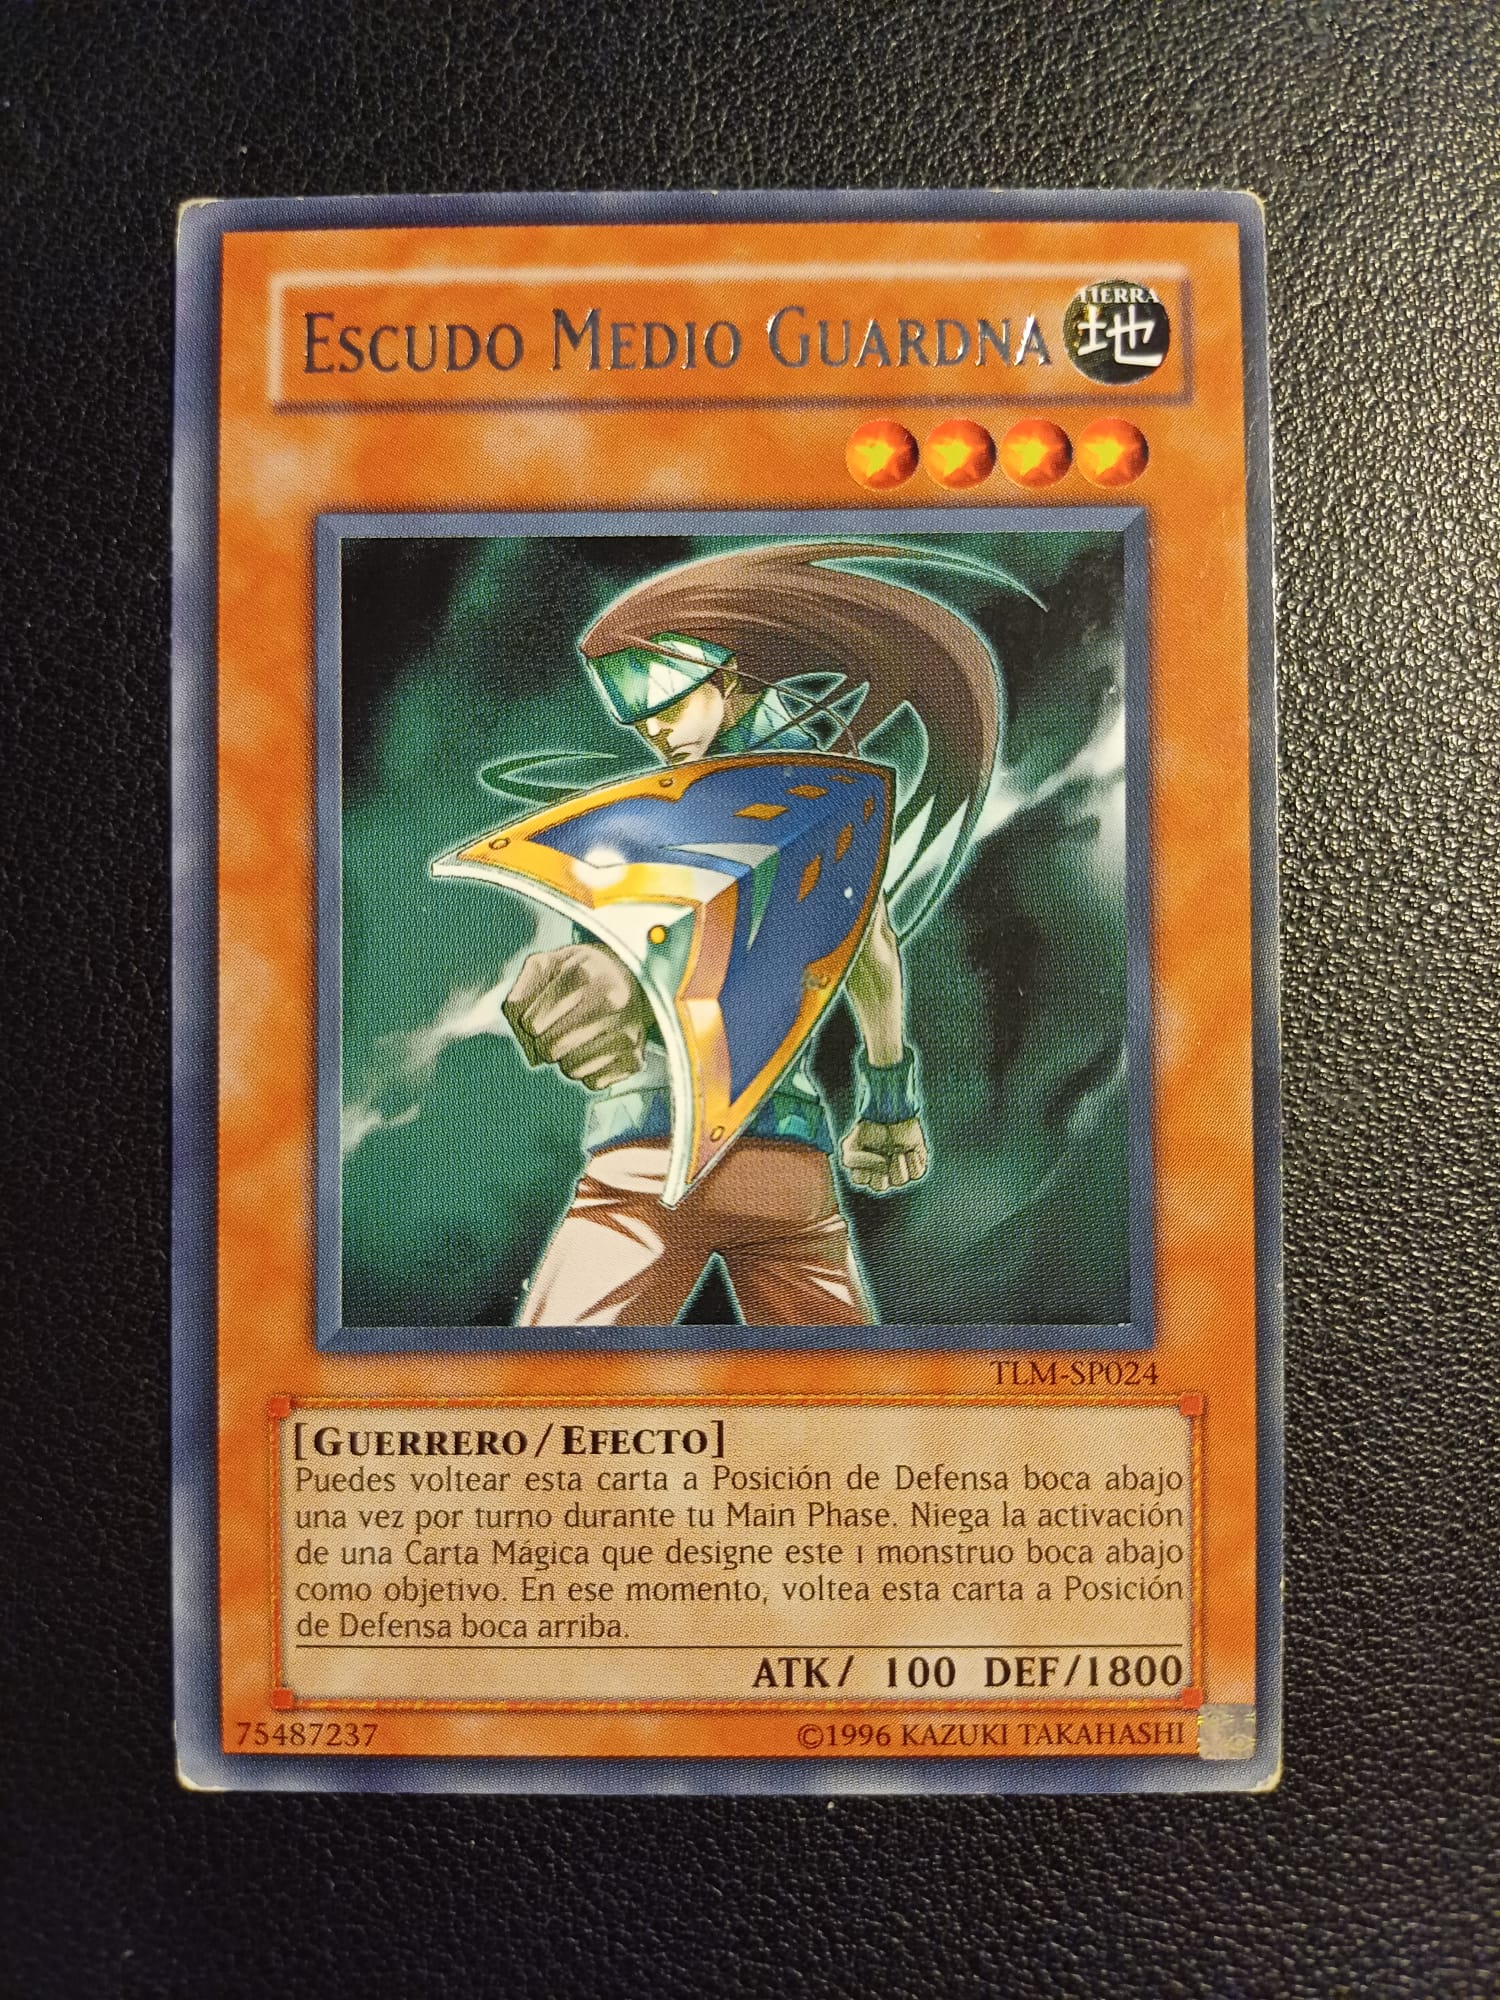 Escudo Medio Guardna
TIERRA
地
TLM-SP024
[Guerrero/Efecto]
Puedes voltear esta carta a Posición de Defensa boca abajo
una vez por turno durante tu Main Phase. Niega la activación
de una Carta Mágica que designe este 1 monstruo boca abajo
como objetivo. En ese momento, voltea esta carta a Posición
de Defensa boca arriba.
ATK/ 100 DEF/1800
75487237
©1996 KAZUKI TAKAHASHI